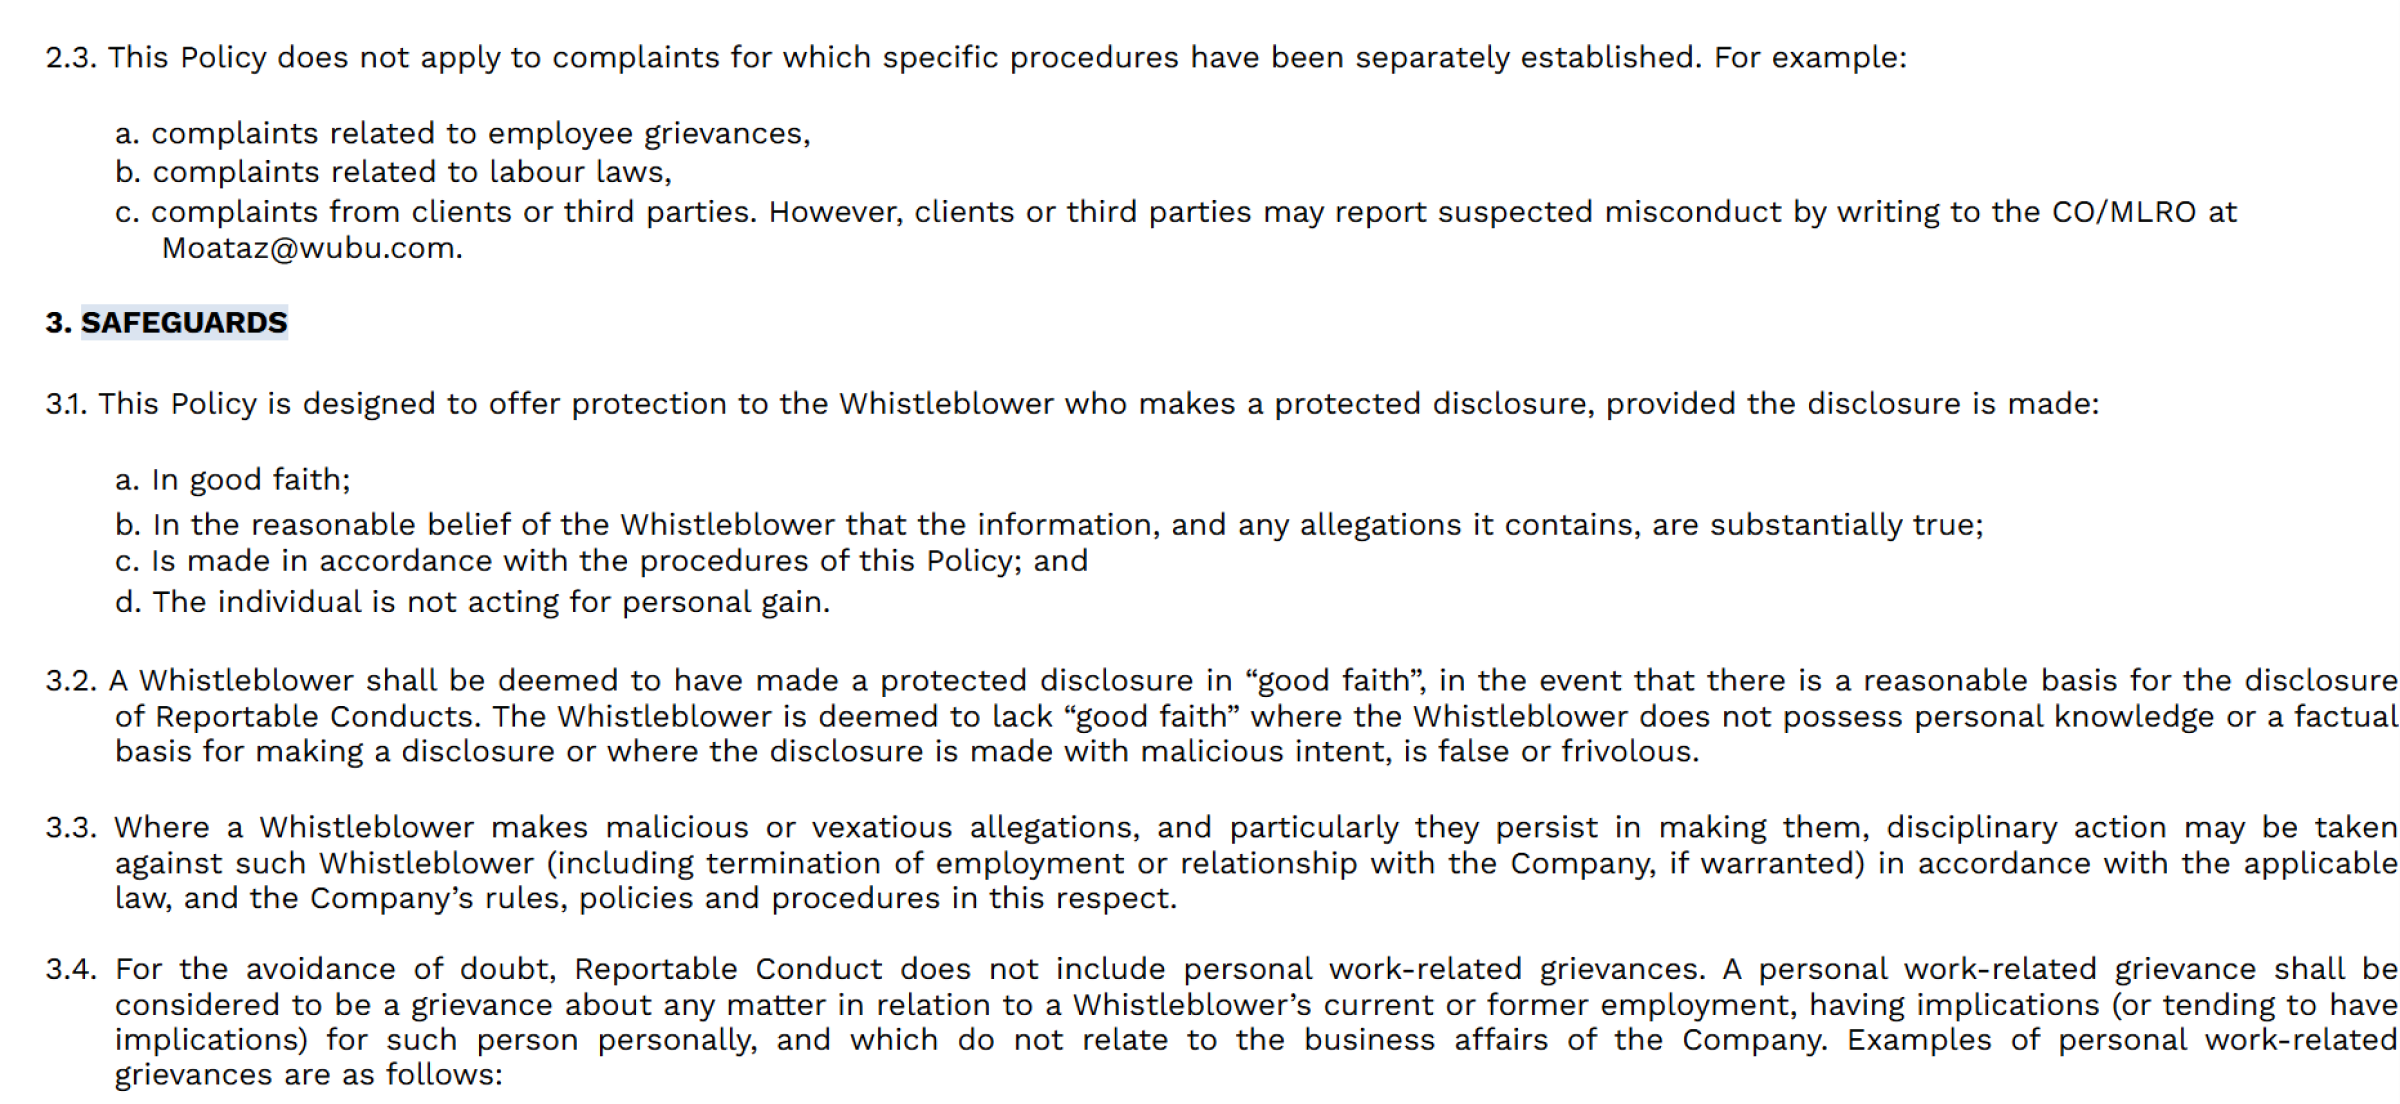 2.3. This Policy does not apply to complaints for which specific procedures have been separately established. For example:
a. complaints related to employee grievances,
b. complaints related to labour laws,
c. complaints from clients or third parties. However, clients or third parties may report suspected misconduct by writing to the CO/MLRO at
Moataz@wubu.com.
3. SAFEGUARDS
3.1. This Policy is designed to offer protection to the Whistleblower who makes a protected disclosure, provided the disclosure is made:
a. In good faith;
b. In the reasonable belief of the Whistleblower that the information, and any allegations it contains, are substantially true;
c. Is made in accordance with the procedures of this Policy; and
d. The individual is not acting for personal gain.
3.2. A Whistleblower shall be deemed to have made a protected disclosure in “good faith”, in the event that there is a reasonable basis for the disclosure
of Reportable Conducts. The Whistleblower is deemed to lack “good faith” where the Whistleblower does not possess personal knowledge or a factual
basis for making a disclosure or where the disclosure is made with malicious intent, is false or frivolous.
3.3. Where a Whistleblower makes malicious or vexatious allegations, and particularly they persist in making them, disciplinary action may be taken
against such Whistleblower (including termination of employment or relationship with the Company, if warranted) in accordance with the applicable
law, and the Company’s rules, policies and procedures in this respect.
3.4. For the avoidance of doubt, Reportable Conduct does not include personal work-related grievances. A personal work-related grievance shall be
considered to be a grievance about any matter in relation to a Whistleblower’s current or former employment, having implications (or tending to have
implications) for such person personally, and which do not relate to the business affairs of the Company. Examples of personal work-related
grievances are as follows: